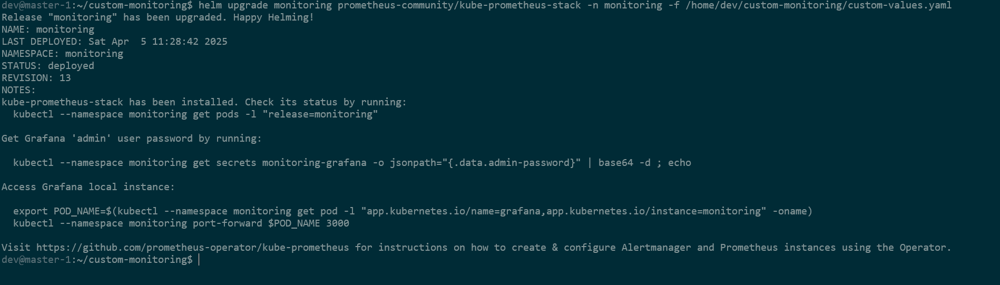 dev@master-1:~/custom-monitoring$ helm upgrade monitoring prometheus-community/kube-prometheus-stack -n monitoring -f /home/dev/custom-monitoring/custom-values.yaml
Release "monitoring" has been upgraded. Happy Helming!
NAME: monitoring
LAST DEPLOYED: Sat Apr  5 11:28:42 2025
NAMESPACE: monitoring
STATUS: deployed
REVISION: 13
NOTES:
kube-prometheus-stack has been installed. Check its status by running:
  kubectl --namespace monitoring get pods -l "release=monitoring"

Get Grafana 'admin' user password by running:

  kubectl --namespace monitoring get secrets monitoring-grafana -o jsonpath="{.data.admin-password}" | base64 -d ; echo

Access Grafana local instance:

  export POD_NAME=$(kubectl --namespace monitoring get pod -l "app.kubernetes.io/name=grafana,app.kubernetes.io/instance=monitoring" -oname)
  kubectl --namespace monitoring port-forward $POD_NAME 3000

Visit https://github.com/prometheus-operator/kube-prometheus for instructions on how to create & configure Alertmanager and Prometheus instances using the Operator.
dev@master-1:~/custom-monitoring$